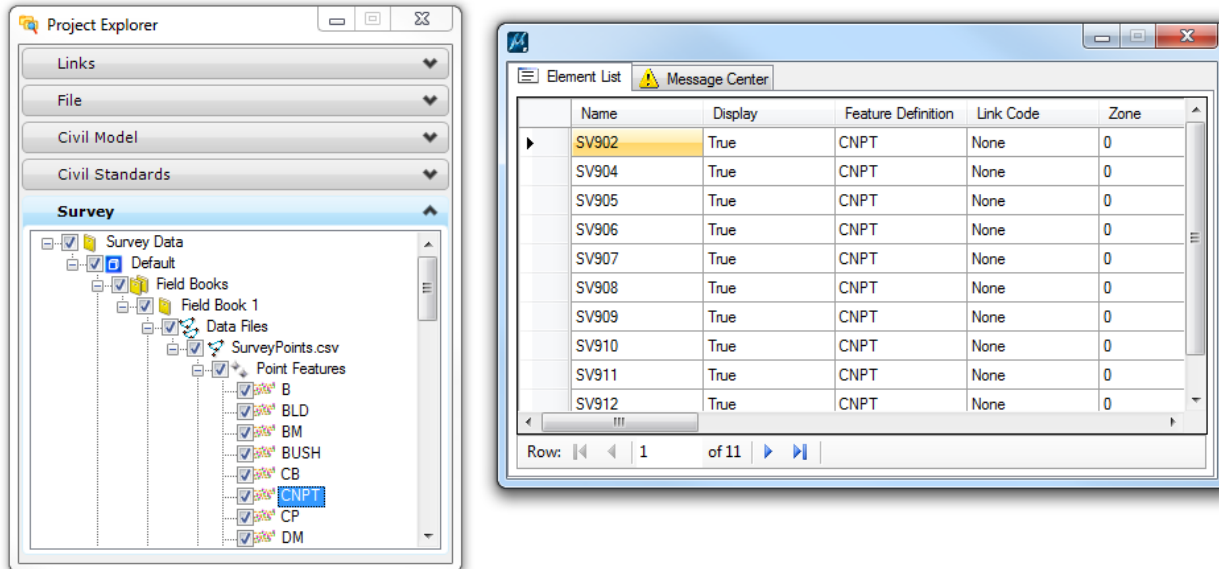 Project Explorer
Links
File
Civil Model
Civil Standards
Survey
Survey Data
Default
Field Books
Field Book 1
Data Files
SurveyPoints.csv
Point Features
B
BLD
BM
BUSH
CB
CNPT
CP
DM
Element List Message Center
Name Display Feature Definition Link Code Zone
SV902 True CNPT None 0
SV904 True CNPT None 0
SV905 True CNPT None 0
SV906 True CNPT None 0
SV907 True CNPT None 0
SV908 True CNPT None 0
SV909 True CNPT None 0
SV910 True CNPT None 0
SV911 True CNPT None 0
SV912 True CNPT None 0
Row: 1 of 11